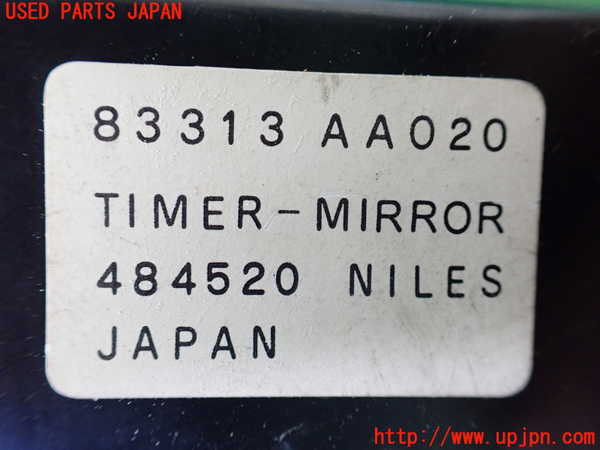 USED PARTS JAPAN
83313 AA020
TIMER-MIRROR
484520 NILES
JAPAN
http://www.upjpn.com